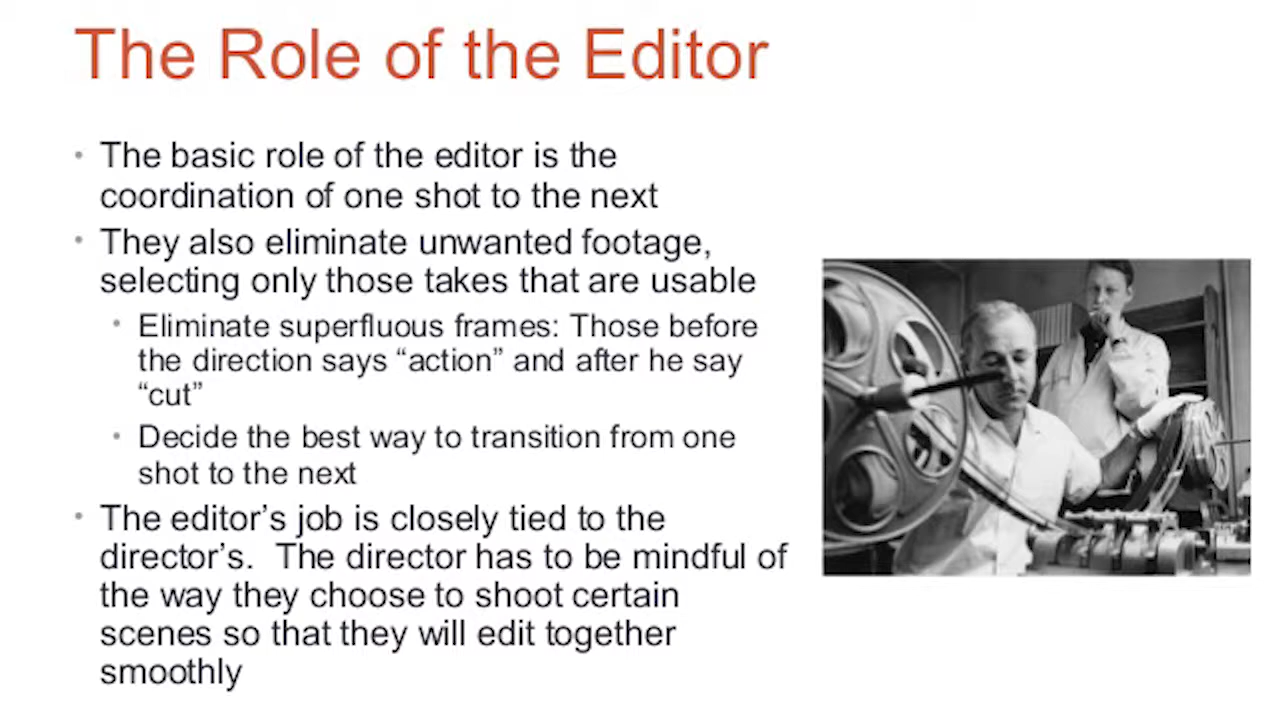 The Role of the Editor
• The basic role of the editor is the
coordination of one shot to the next
• They also eliminate unwanted footage,
selecting only those takes that are usable
• Eliminate superfluous frames: Those before
the direction says “action” and after he say
“cut”
• Decide the best way to transition from one
shot to the next
• The editor’s job is closely tied to the
director’s.  The director has to be mindful of
the way they choose to shoot certain
scenes so that they will edit together
smoothly